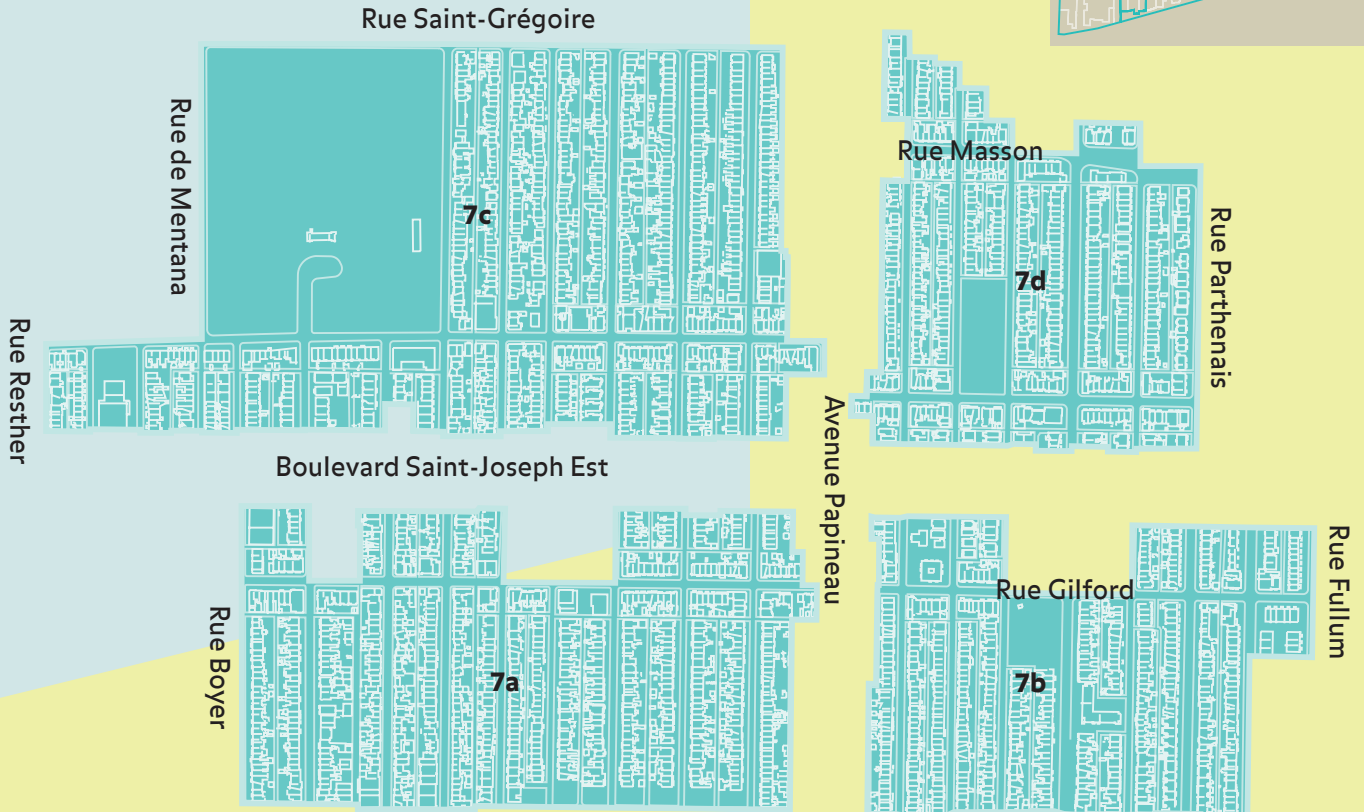 Rue Saint-Grégoire
Rue de Mentana
Rue Masson
7c
Rue Parthenais
7d
Rue Resther
Avenue Papineau
Boulevard Saint-Joseph Est
Rue Fullum
Rue Gilford
Rue Boyer
7a
7b